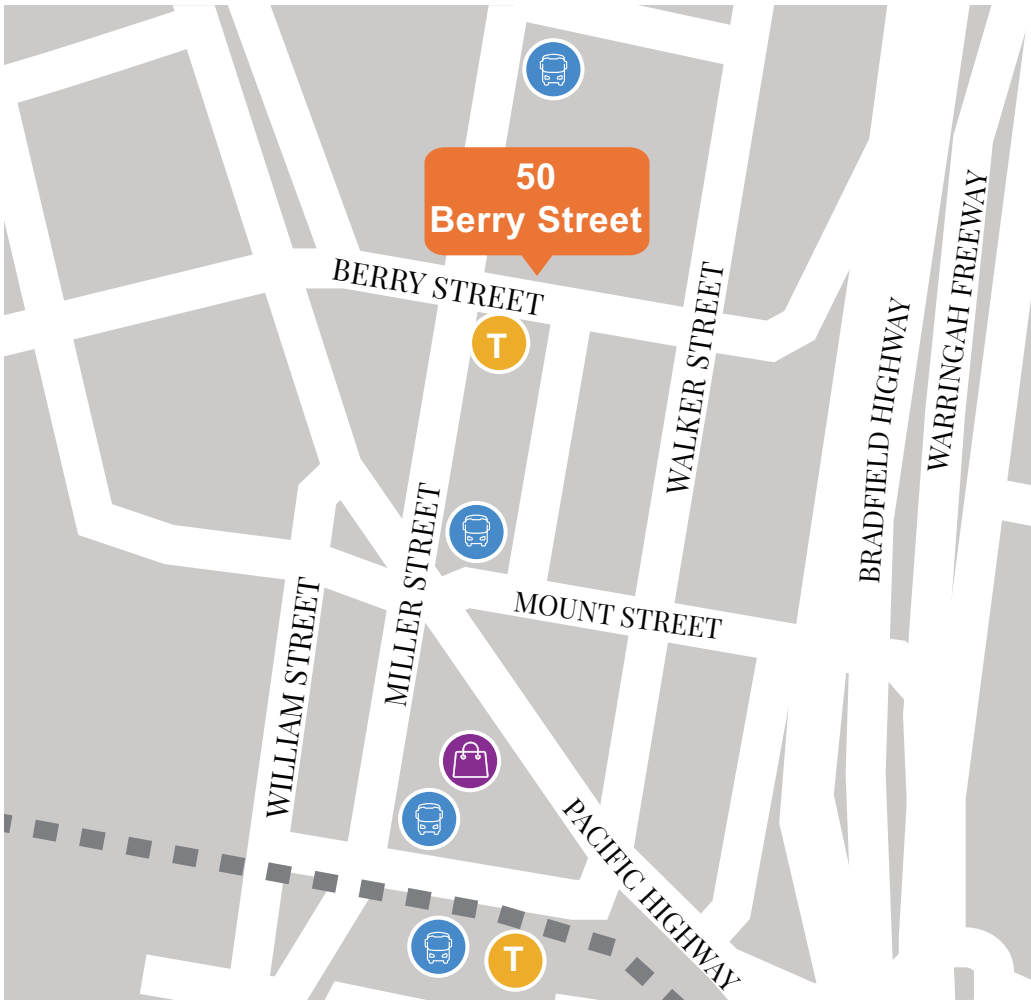 50
Berry Street
BERRY STREET
T
WALKER STREET
WARRINGAH FREEWAY
BRADFIELD HIGHWAY
MILLER STREET
MOUNT STREET
WILLIAM STREET
PACIFIC HIGHWAY
T